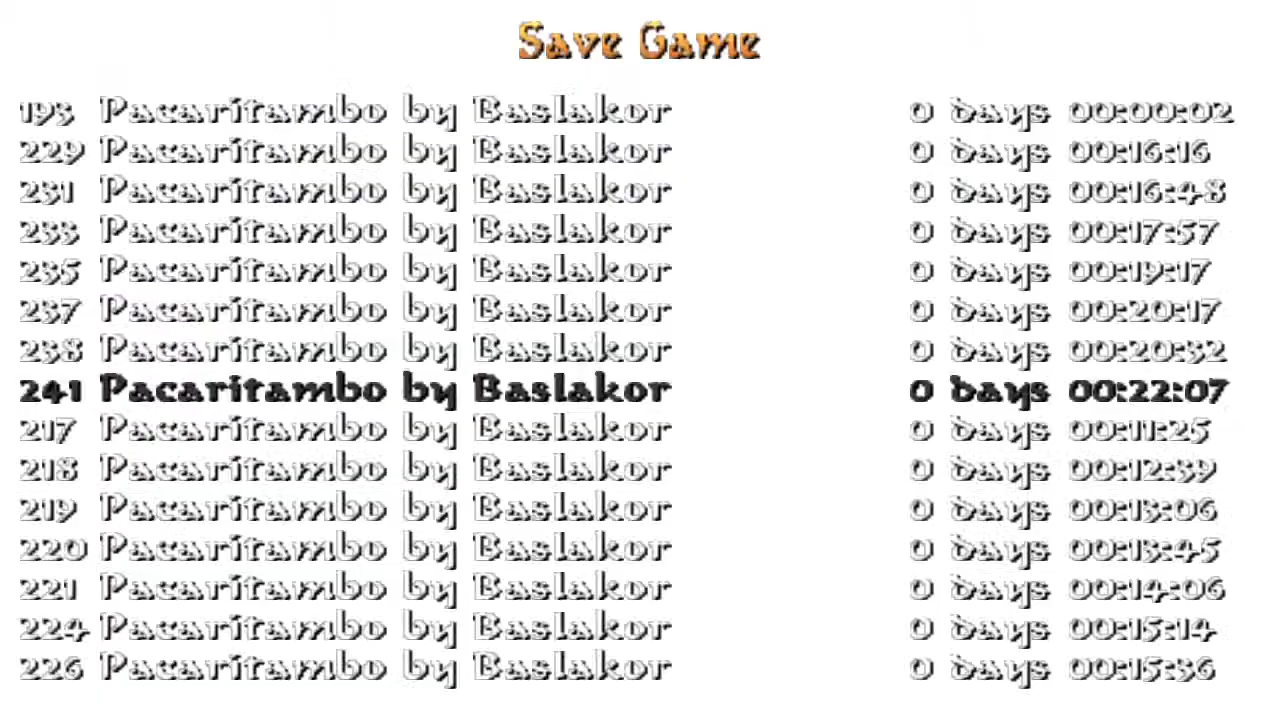 Save Game
193 Pacaritambo by Baslakor 0 days 00:00:02
229 Pacaritambo by Baslakor 0 days 00:16:16
231 Pacaritambo by Baslakor 0 days 00:16:48
233 Pacaritambo by Baslakor 0 days 00:17:57
235 Pacaritambo by Baslakor 0 days 00:19:17
237 Pacaritambo by Baslakor 0 days 00:20:17
238 Pacaritambo by Baslakor 0 days 00:20:32
241 Pacaritambo by Baslakor 0 days 00:22:07
217 Pacaritambo by Baslakor 0 days 00:11:25
218 Pacaritambo by Baslakor 0 days 00:12:39
219 Pacaritambo by Baslakor 0 days 00:13:06
220 Pacaritambo by Baslakor 0 days 00:13:45
221 Pacaritambo by Baslakor 0 days 00:14:06
224 Pacaritambo by Baslakor 0 days 00:15:14
226 Pacaritambo by Baslakor 0 days 00:15:36